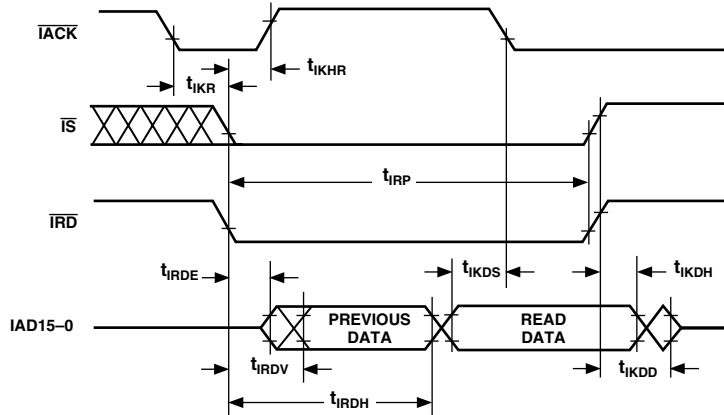 IACK
tIKR
tIKHR
IS
tIRP
IRD
tIRDE
tIKDS
tIKDH
IAD15–0
PREVIOUS
DATA
READ
DATA
tIRDV
tIKDD
tIRDH